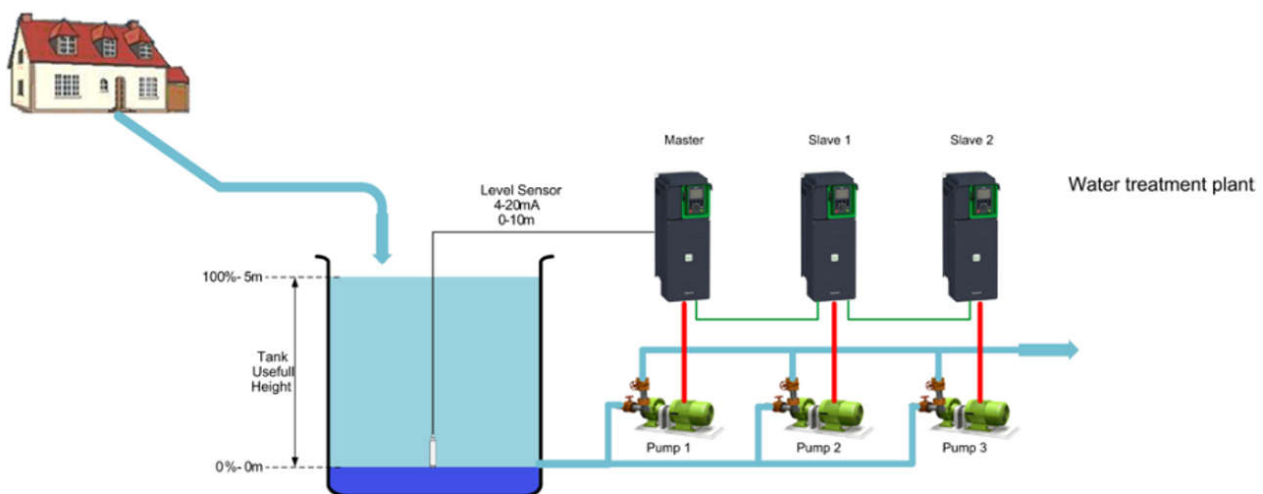 Master
Slave 1
Slave 2
Water treatment plant
Level Sensor
4-20mA
0-10m
100%- 5m
Tank
Usefull
Height
0%- 0m
Pump 1
Pump 2
Pump 3